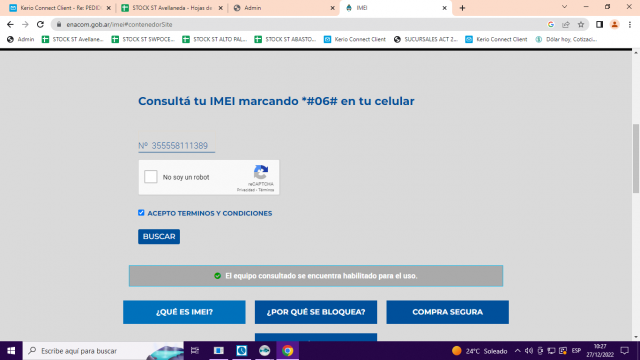 Kerio Connect Client - Re: PEDI
STOCK ST Avellaneda - Hojas de
Admin
IMEI
enacom.gob.ar/imei#contenedorSite
Admin
STOCK ST Avellane...
STOCK ST SWPOCE...
STOCK ST ALTO PAL...
STOCK ST ABASTO...
Kerio Connect Client
SUCURSALES ACT 2...
Kerio Connect Client
Dólar hoy, Cotizaci...
Consultá tu IMEI marcando *#06# en tu celular
Nº 355558111389
No soy un robot
reCAPTCHA
Privacidad - Términos
ACEPTO TERMINOS Y CONDICIONES
BUSCAR
El equipo consultado se encuentra habilitado para el uso.
¿QUÉ ES IMEI?
¿POR QUÉ SE BLOQUEA?
COMPRA SEGURA
Escribe aquí para buscar
24°C Soleado
ESP
10:27
27/12/2022